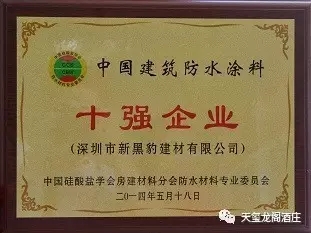 中国建筑防水涂料
十强企业
(深圳市新黑豹建材有限公司)
中国硅酸盐学会房建材料分会防水材料专业委员会
二〇一四年五月十八日
天玺龙阁酒庄